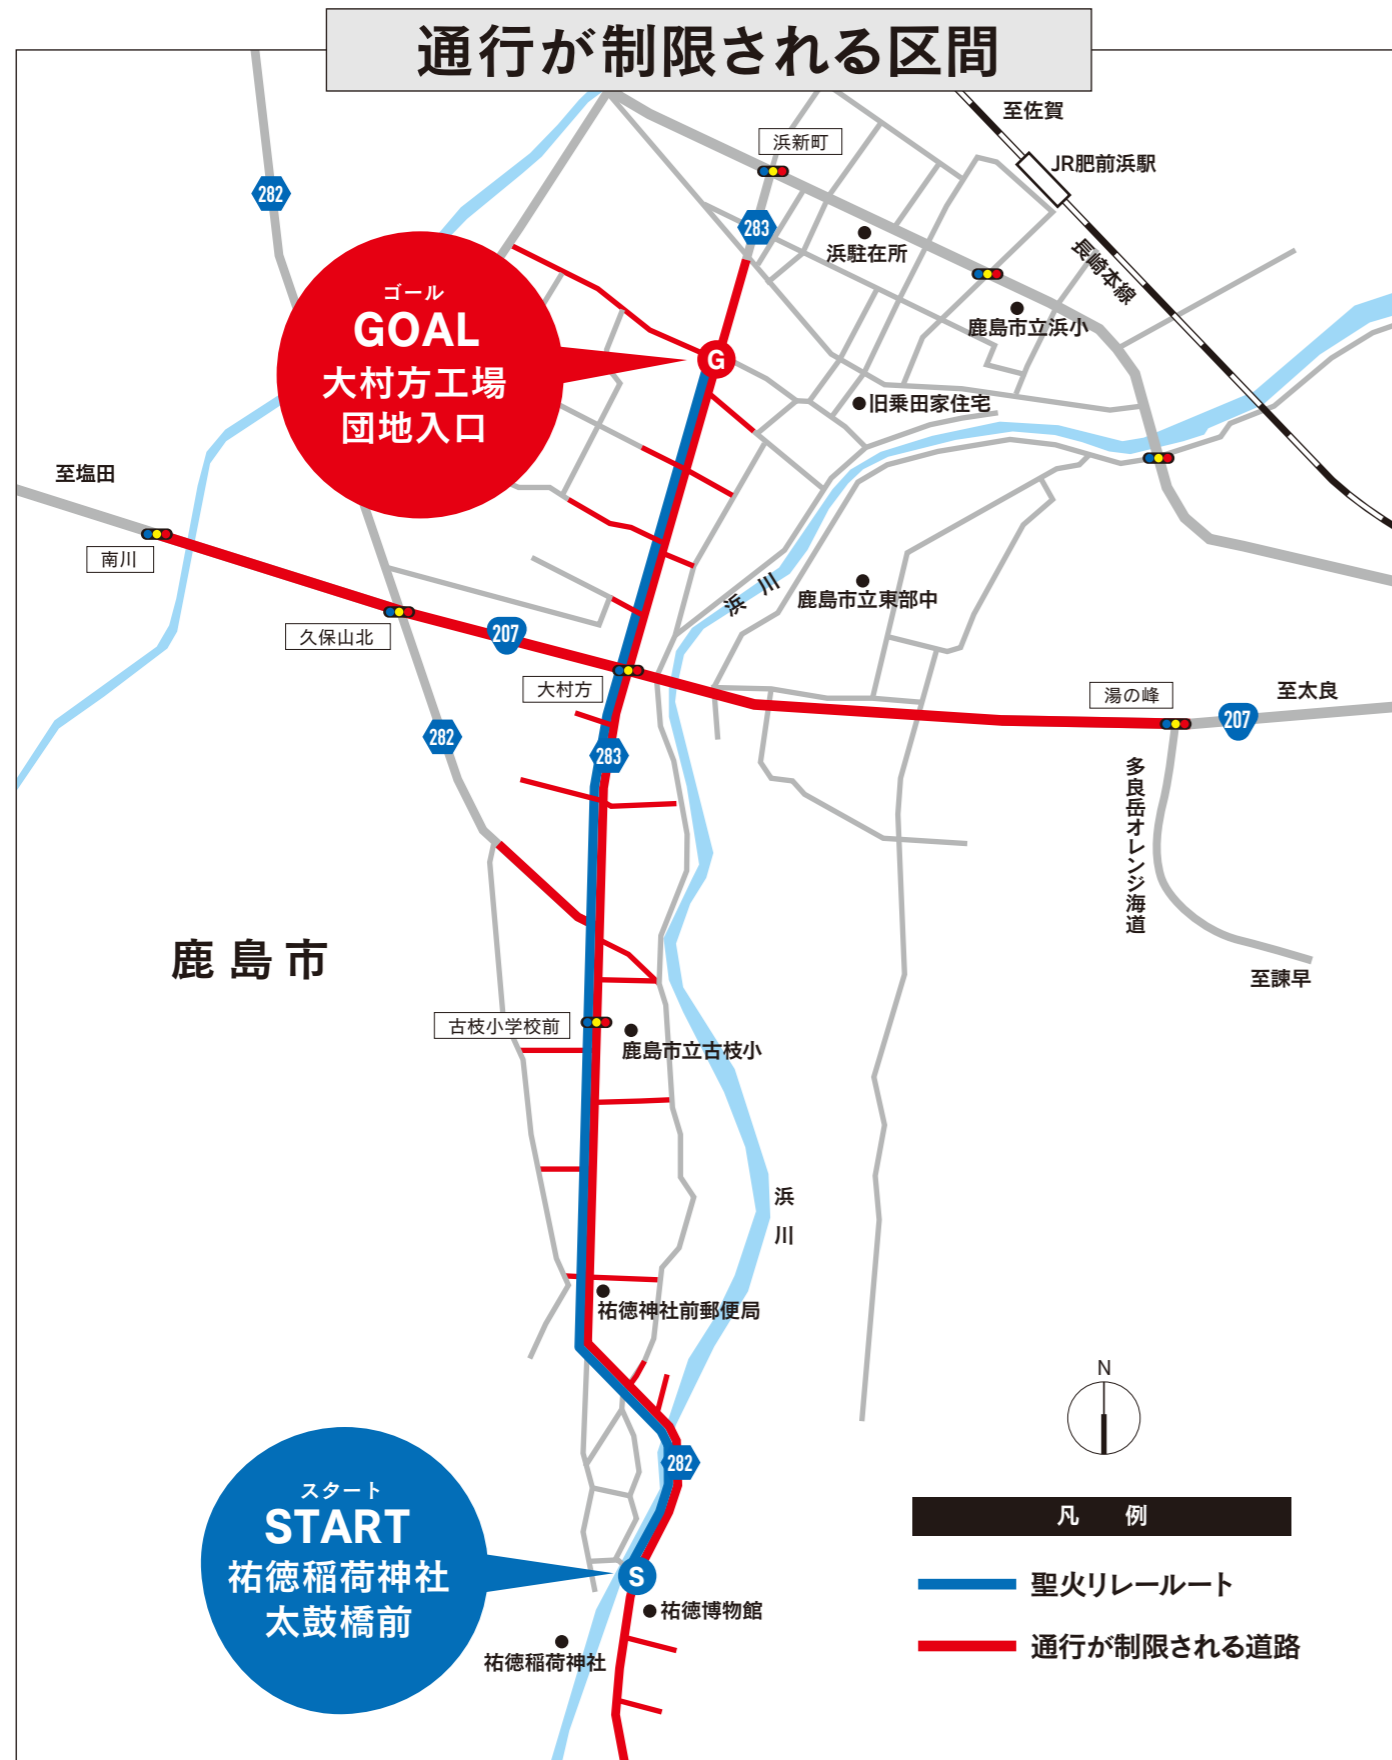 通行が制限される区間
至佐賀
浜新町
JR肥前浜駅
282
283
浜駐在所
長崎本線
ゴール
GOAL
大村方工場
団地入口
G
鹿島市立浜小
旧乗田家住宅
至塩田
南川
浜川
鹿島市立東部中
久保山北
207
大村方
湯の峰
至太良
207
282
283
多良岳オレンジ海道
鹿島市
至諫早
古枝小学校前
鹿島市立古枝小
浜川
祐徳神社前郵便局
N
282
スタート
START
祐徳稲荷神社
太鼓橋前
S
凡例
聖火リレールート
祐徳博物館
通行が制限される道路
祐徳稲荷神社